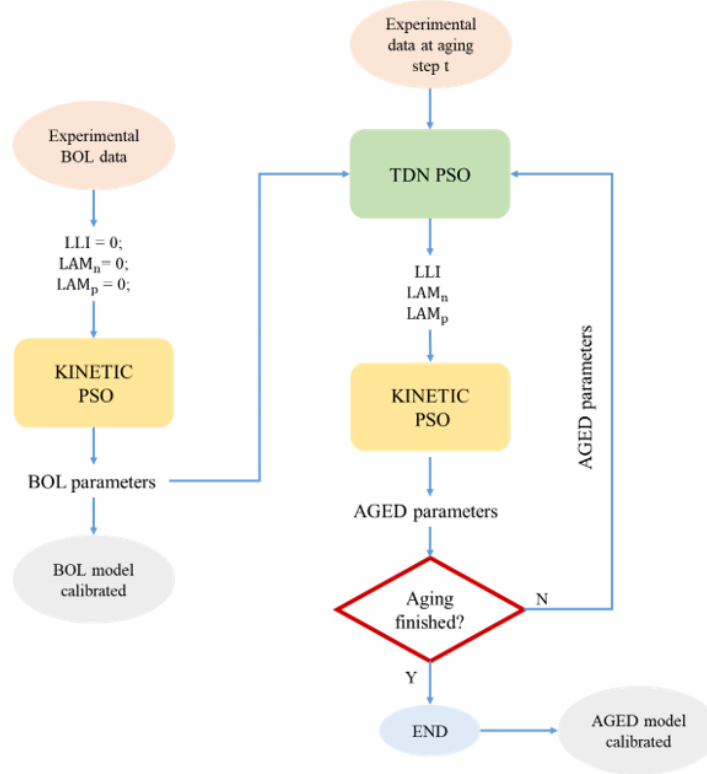 Experimental
BOL data
LLI = 0;
LAMₙ= 0;
LAMₚ = 0;
KINETIC
PSO
BOL parameters
BOL model
calibrated
Experimental
data at aging
step t
TDN PSO
LLI
LAMₙ
LAMₚ
KINETIC
PSO
AGED parameters
Aging
finished?
N
AGED parameters
Y
END
AGED model
calibrated